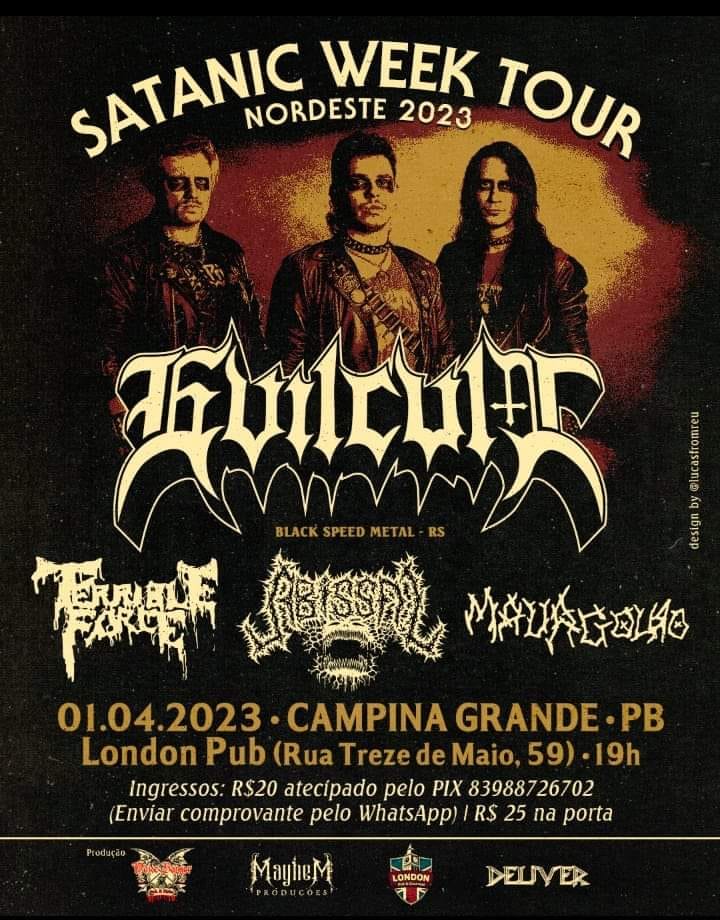 SATANIC WEEK TOUR
NORDESTE 2023
Evilcult
BLACK SPEED METAL - RS
design by @lucasfromreu
TERRIBLE
FORCE
ABISSAL
01.04.2023 • CAMPINA GRANDE • PB
London Pub (Rua Treze de Maio, 59) • 19h
Ingressos: R$20 atecípado pelo PIX 83988726702
(Enviar comprovante pelo WhatsApp) | R$ 25 na porta
Produção
MayheM
PRODUÇÕES
LONDON
DELIVER